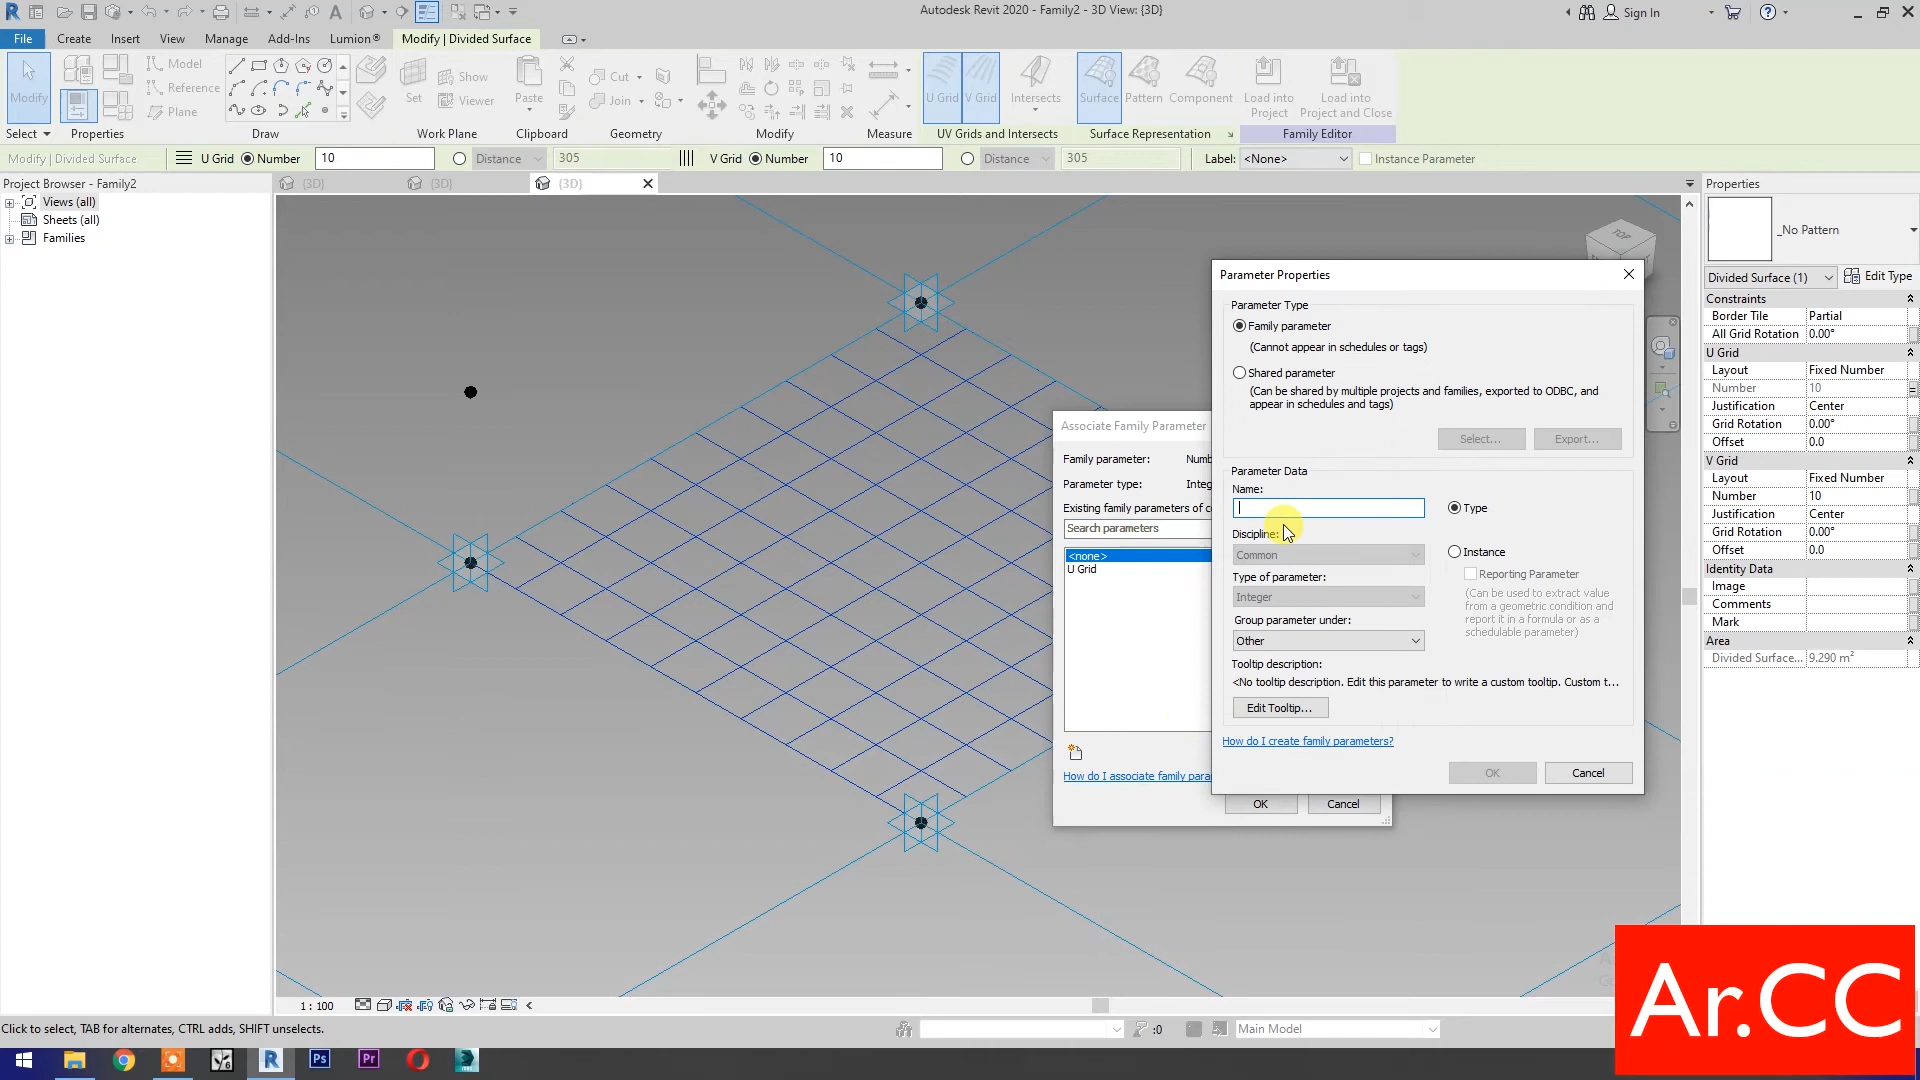 Autodesk Revit 2020 - Family2 - 3D View: {3D}
Sign In
File Create Insert View Manage Add-Ins Lumion® Modify | Divided Surface
Modify
Model
Reference
Plane
Set
Show
Viewer
Paste
Cut
Join
U Grid V Grid
Intersects
Surface
Pattern
Component
Load into
Project
Load into
Project and Close
Select Properties Draw Work Plane Clipboard Geometry Modify Measure UV Grids and Intersects Surface Representation Family Editor
Modify | Divided Surface U Grid Number 10 Distance 305 V Grid Number 10 Distance 305 Label: <None> Instance Parameter
Project Browser - Family2
{3D} {3D} {3D}
Views (all)
Sheets (all)
Families
TOP
Properties
_No Pattern
Divided Surface (1) Edit Type
Constraints
Border Tile Partial
All Grid Rotation 0.00°
U Grid
Layout Fixed Number
Number 10
Justification Center
Grid Rotation 0.00°
Offset 0.0
V Grid
Layout Fixed Number
Number 10
Justification Center
Grid Rotation 0.00°
Offset 0.0
Identity Data
Image
Comments
Mark
Area
Divided Surface... 9.290 m²
Associate Family Parameter
Family parameter: Numb
Parameter type: Integ
Existing family parameters of c
Search parameters
<none>
U Grid
How do I associate family para
OK Cancel
Parameter Properties
Parameter Type
Family parameter
(Cannot appear in schedules or tags)
Shared parameter
(Can be shared by multiple projects and families, exported to ODBC, and
appear in schedules and tags)
Select... Export...
Parameter Data
Name:
Type
Discipline:
Common
Instance
Type of parameter:
Reporting Parameter
Integer
(Can be used to extract value
from a geometric condition and
report it in a formula or as a
schedulable parameter)
Group parameter under:
Other
Tooltip description:
<No tooltip description. Edit this parameter to write a custom tooltip. Custom t...
Edit Tooltip...
How do I create family parameters?
OK Cancel
1 : 100
Click to select, TAB for alternates, CTRL adds, SHIFT unselects.
:0
Main Model
Ar.CC
R
Ps
Pr